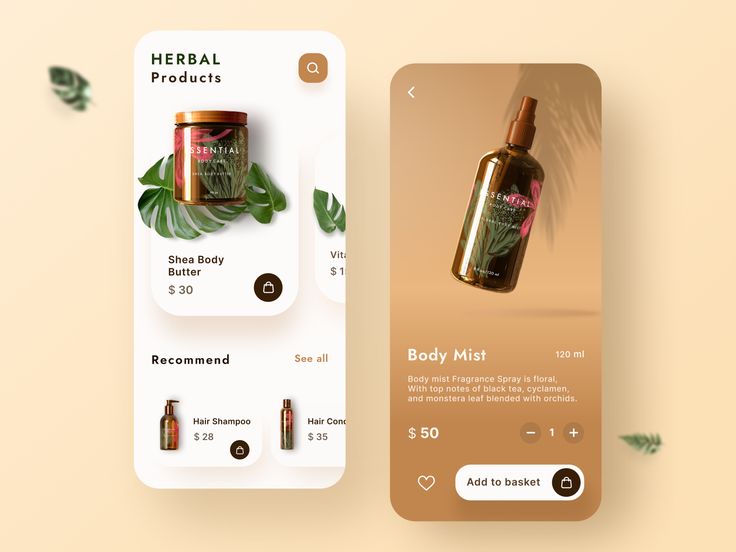 HERBAL
Products
ESSENTIAL
BODY CARE
SHEA BODY BUTTER
Shea Body
Butter
$ 30
Vita
$ 1
Recommend
See all
Hair Shampoo
$ 28
Hair Cond
$ 35
ESSENTIAL
BODY CARE
Body Mist
120 ml
Body mist Fragrance Spray is floral,
With top notes of black tea, cyclamen,
and monstera leaf blended with orchids.
$ 50
1
Add to basket